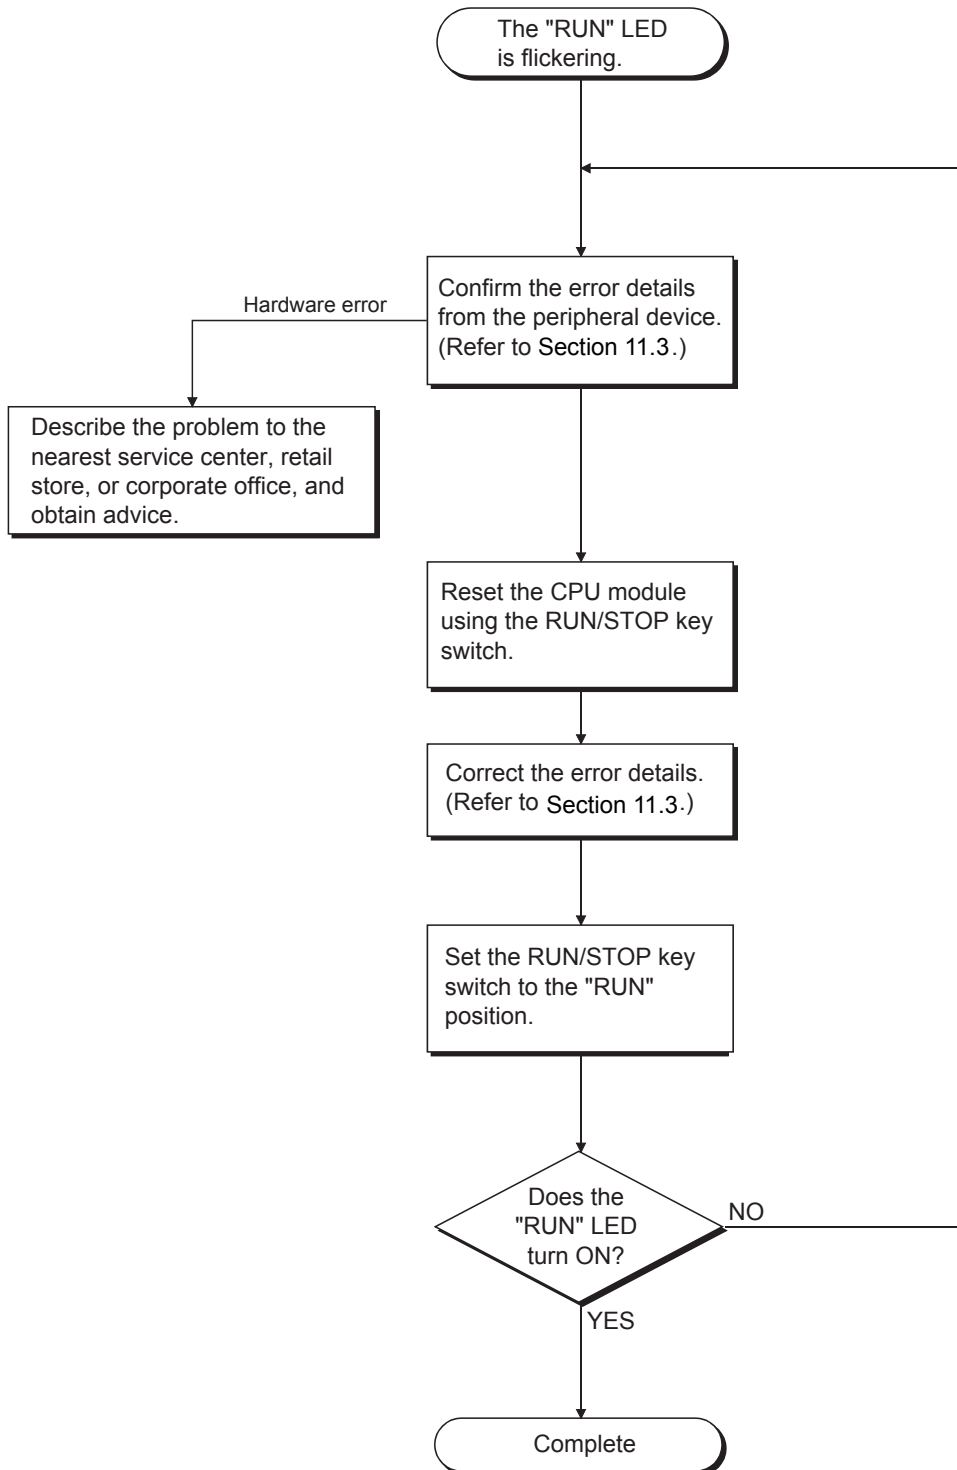 The "RUN" LED
is flickering.
Hardware error
Confirm the error details
from the peripheral device.
(Refer to Section 11.3.)
Describe the problem to the
nearest service center, retail
store, or corporate office, and
obtain advice.
Reset the CPU module
using the RUN/STOP key
switch.
Correct the error details.
(Refer to Section 11.3.)
Set the RUN/STOP key
switch to the "RUN"
position.
Does the
"RUN" LED
turn ON?
NO
YES
Complete